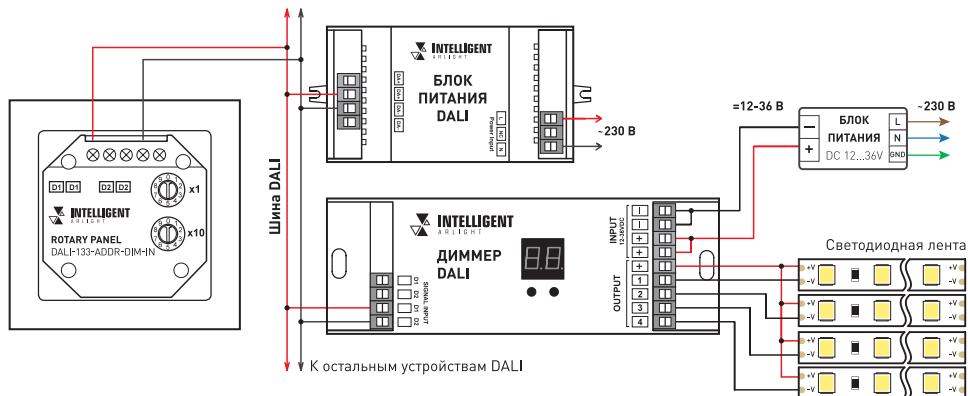 D1 D1 D2 D2
x1
INTELLIGENT
ARLIGHT
x10
ROTARY PANEL
DALI-133-ADDR-DIM-IN
Шина DALI
INTELLIGENT
ARLIGHT
БЛОК
ПИТАНИЯ
DALI
DA+
DA+
DA-
DA-
L
NC
N
Power Input
~230 В
=12-36 В
~230 В
БЛОК
ПИТАНИЯ
DC 12...36V
−
+
L
N
GND
INTELLIGENT
ARLIGHT
ДИММЕР
DALI
88
D1
D2
D1
D2
SIGNAL INPUT
INPUT
12-36VDC
−
−
+
+
OUTPUT
+
1
2
3
4
Светодиодная лента
+V +V
-V -V
+V +V
-V -V
+V +V
-V -V
+V +V
-V -V
К остальным устройствам DALI